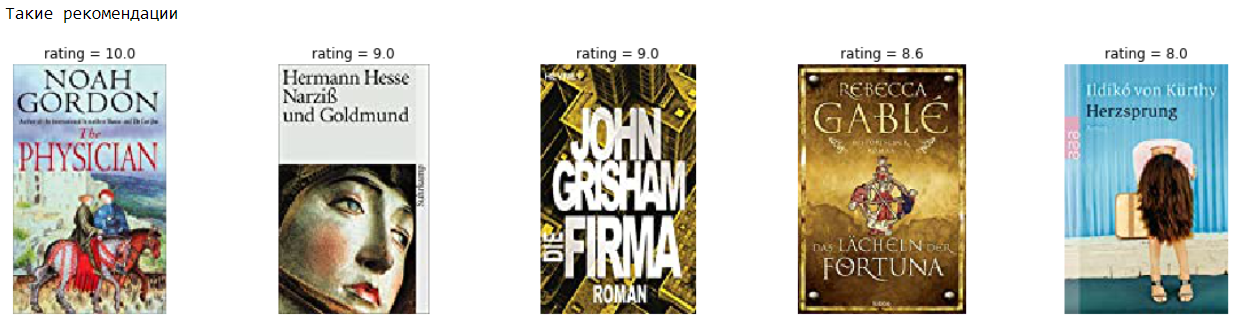 Такие рекомендации
rating = 10.0
rating = 9.0
rating = 9.0
rating = 8.6
rating = 8.0
NOAH
GORDON
The
PHYSICIAN
Hermann Hesse
Narziß
und Goldmund
Suhrkamp
HEYNE
JOHN
GRISHAM
DIE
FIRMA
ROMAN
REBECCA
GABLÉ
HISTORISCHER
ROMAN
DAS LÄCHELN DER
FORTUNA
Ildikó von Kürthy
Herzsprung